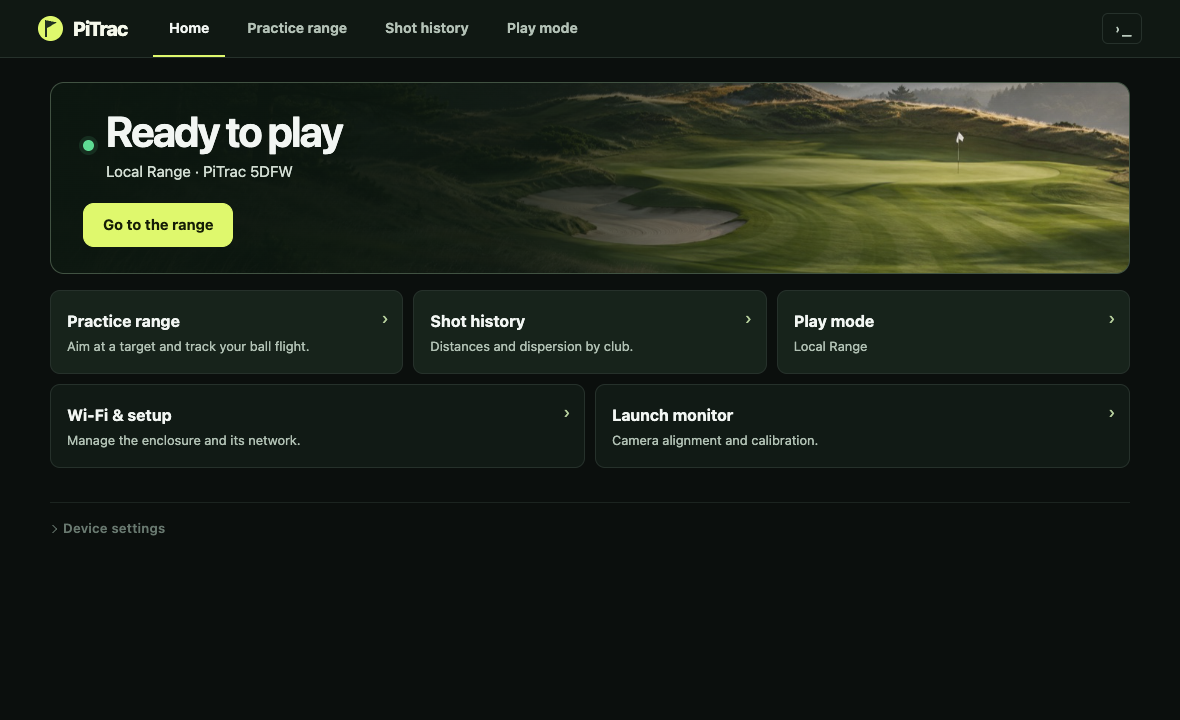 PiTrac
Home
Practice range
Shot history
Play mode
›_
Ready to play
Local Range · PiTrac 5DFW
Go to the range
Practice range ›
Aim at a target and track your ball flight.
Shot history ›
Distances and dispersion by club.
Play mode ›
Local Range
Wi-Fi & setup ›
Manage the enclosure and its network.
Launch monitor ›
Camera alignment and calibration.
Device settings